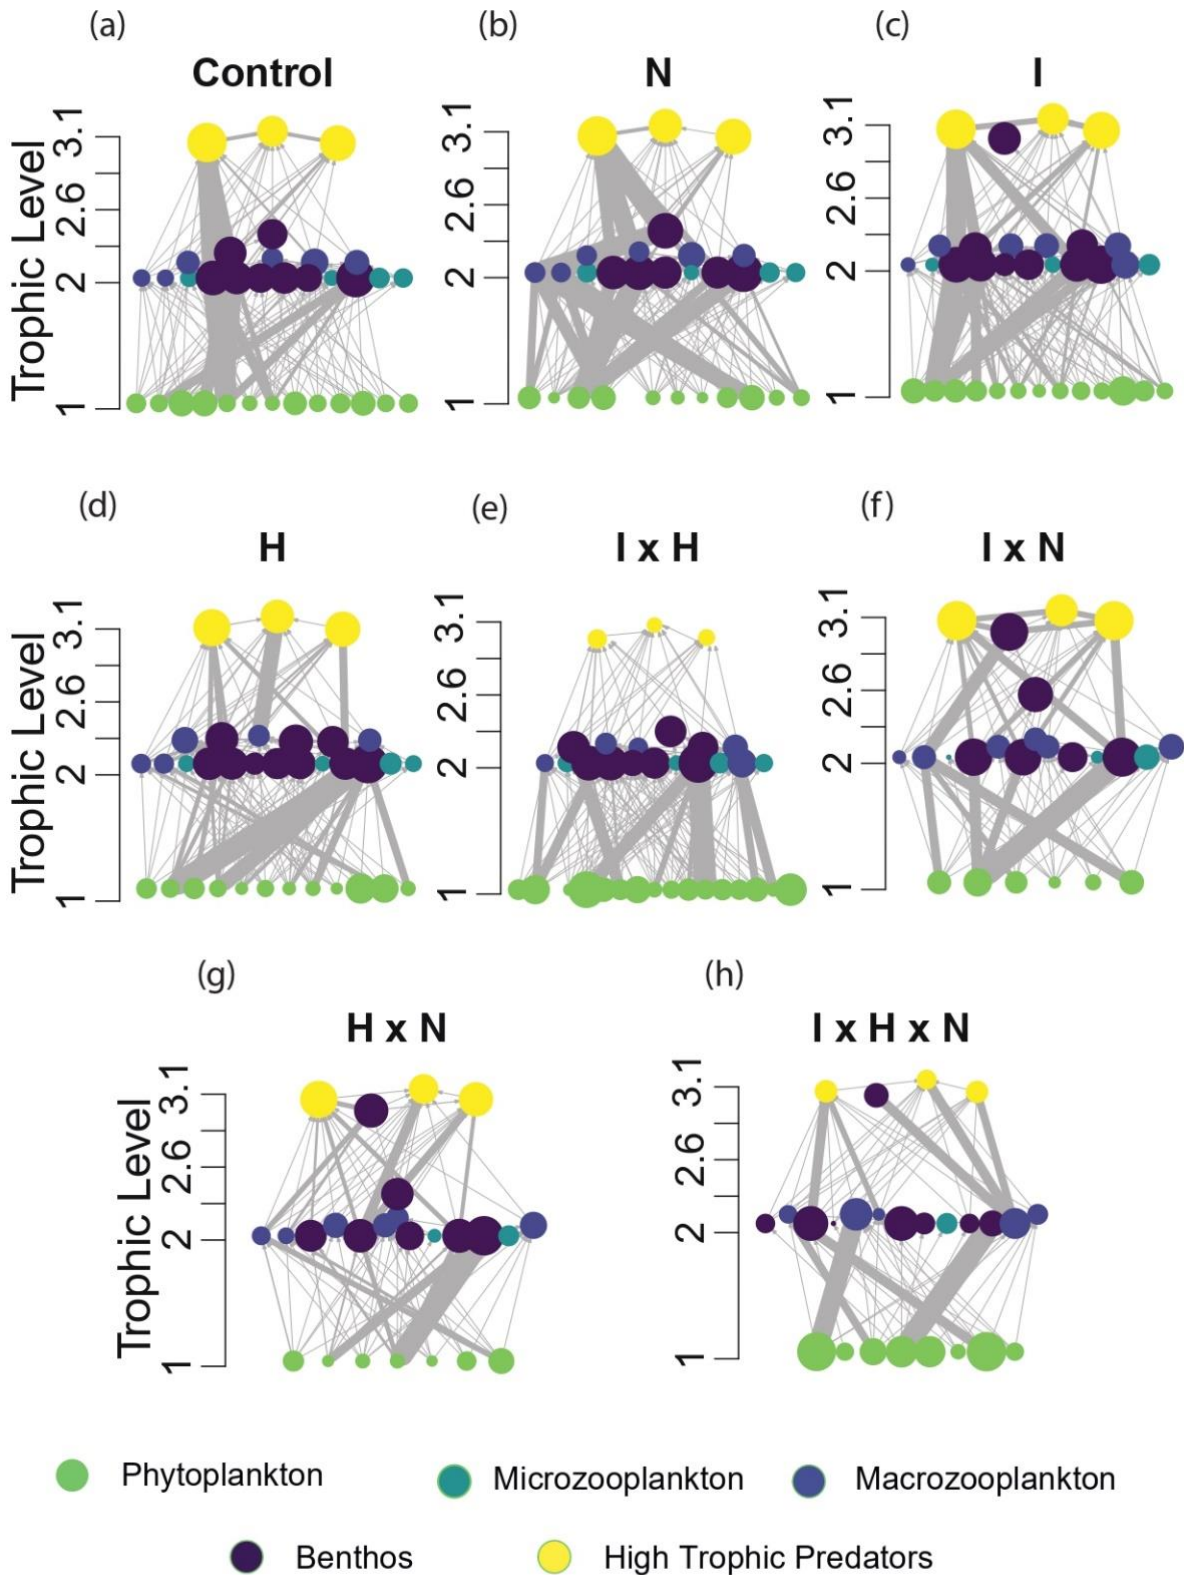 (a) (b) (c)
Control N I
Trophic Level 3.1 2.6 2 1 3.1 2.6 2 1 3.1 2.6 2 1
(d) (e) (f)
H I x H I x N
Trophic Level 3.1 2.6 2 1 3.1 2.6 2 1 3.1 2.6 2 1
(g) (h)
H x N I x H x N
Trophic Level 3.1 2.6 2 1 3.1 2.6 2 1
Phytoplankton Microzooplankton Macrozooplankton
Benthos High Trophic Predators